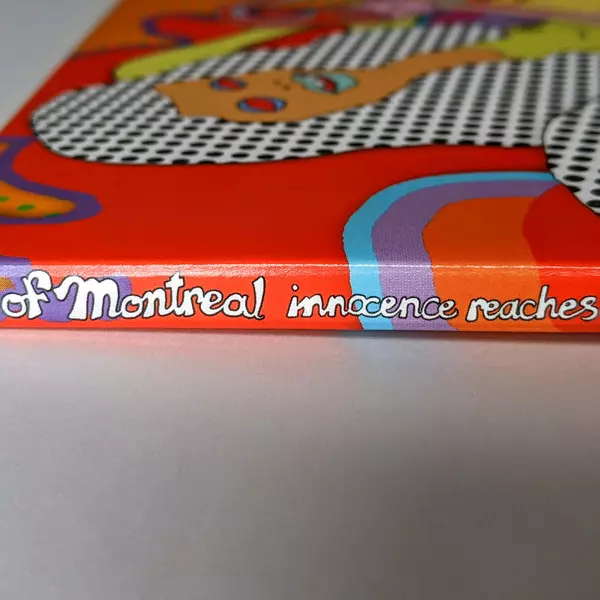 of Montreal innocence reaches